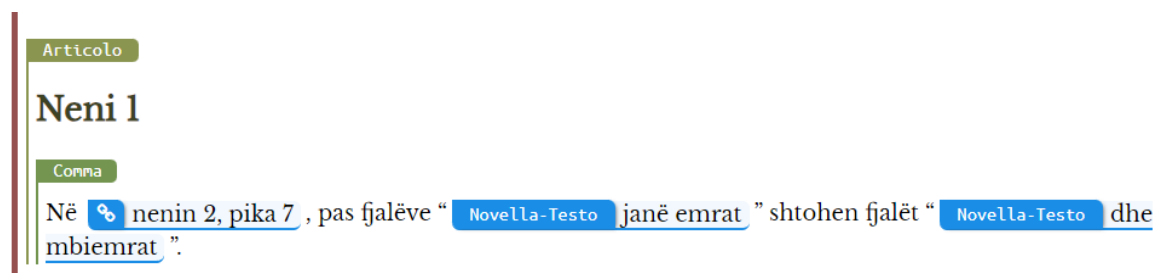 Articolo
Neni 1
Comma
Në nenin 2, pika 7 , pas fjalëve “ Novella-Testo janë emrat ” shtohen fjalët “ Novella-Testo dhe
mbiemrat ”.